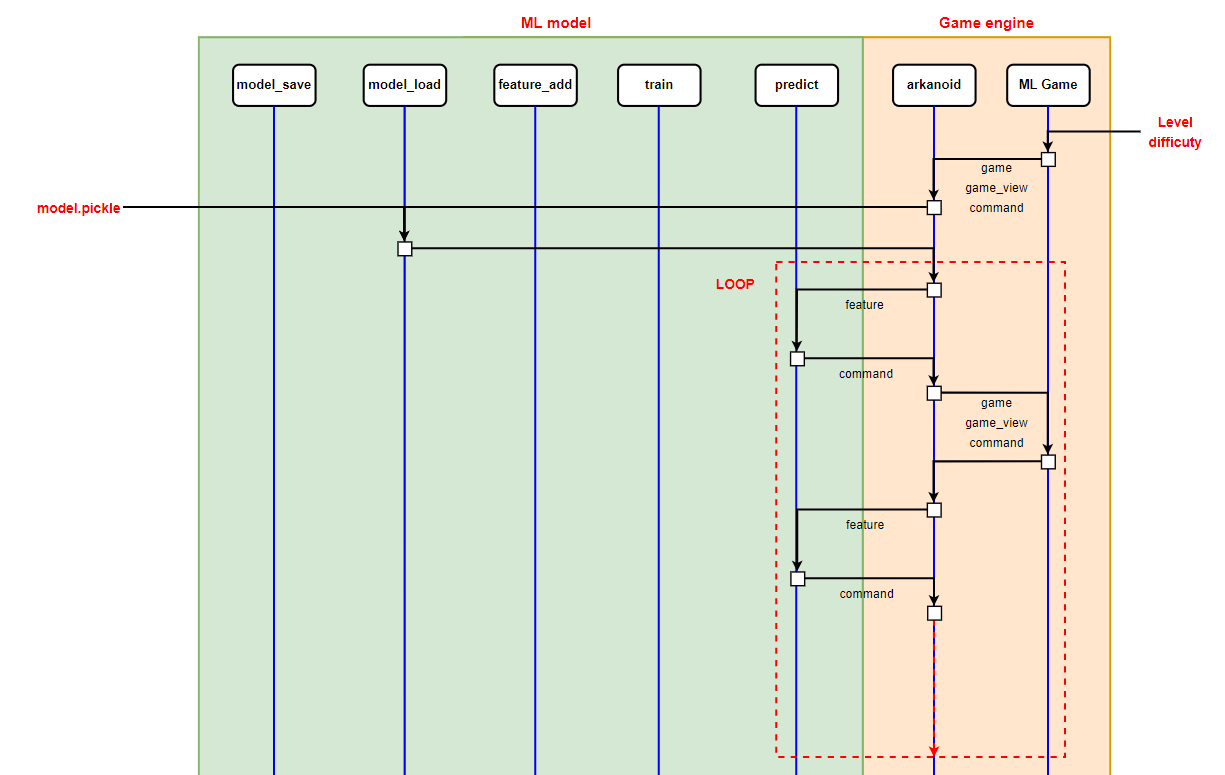 ML model
Game engine
model_save
model_load
feature_add
train
predict
arkanoid
ML Game
Level
difficuty
game
game_view
command
model.pickle
LOOP
feature
command
game
game_view
command
feature
command